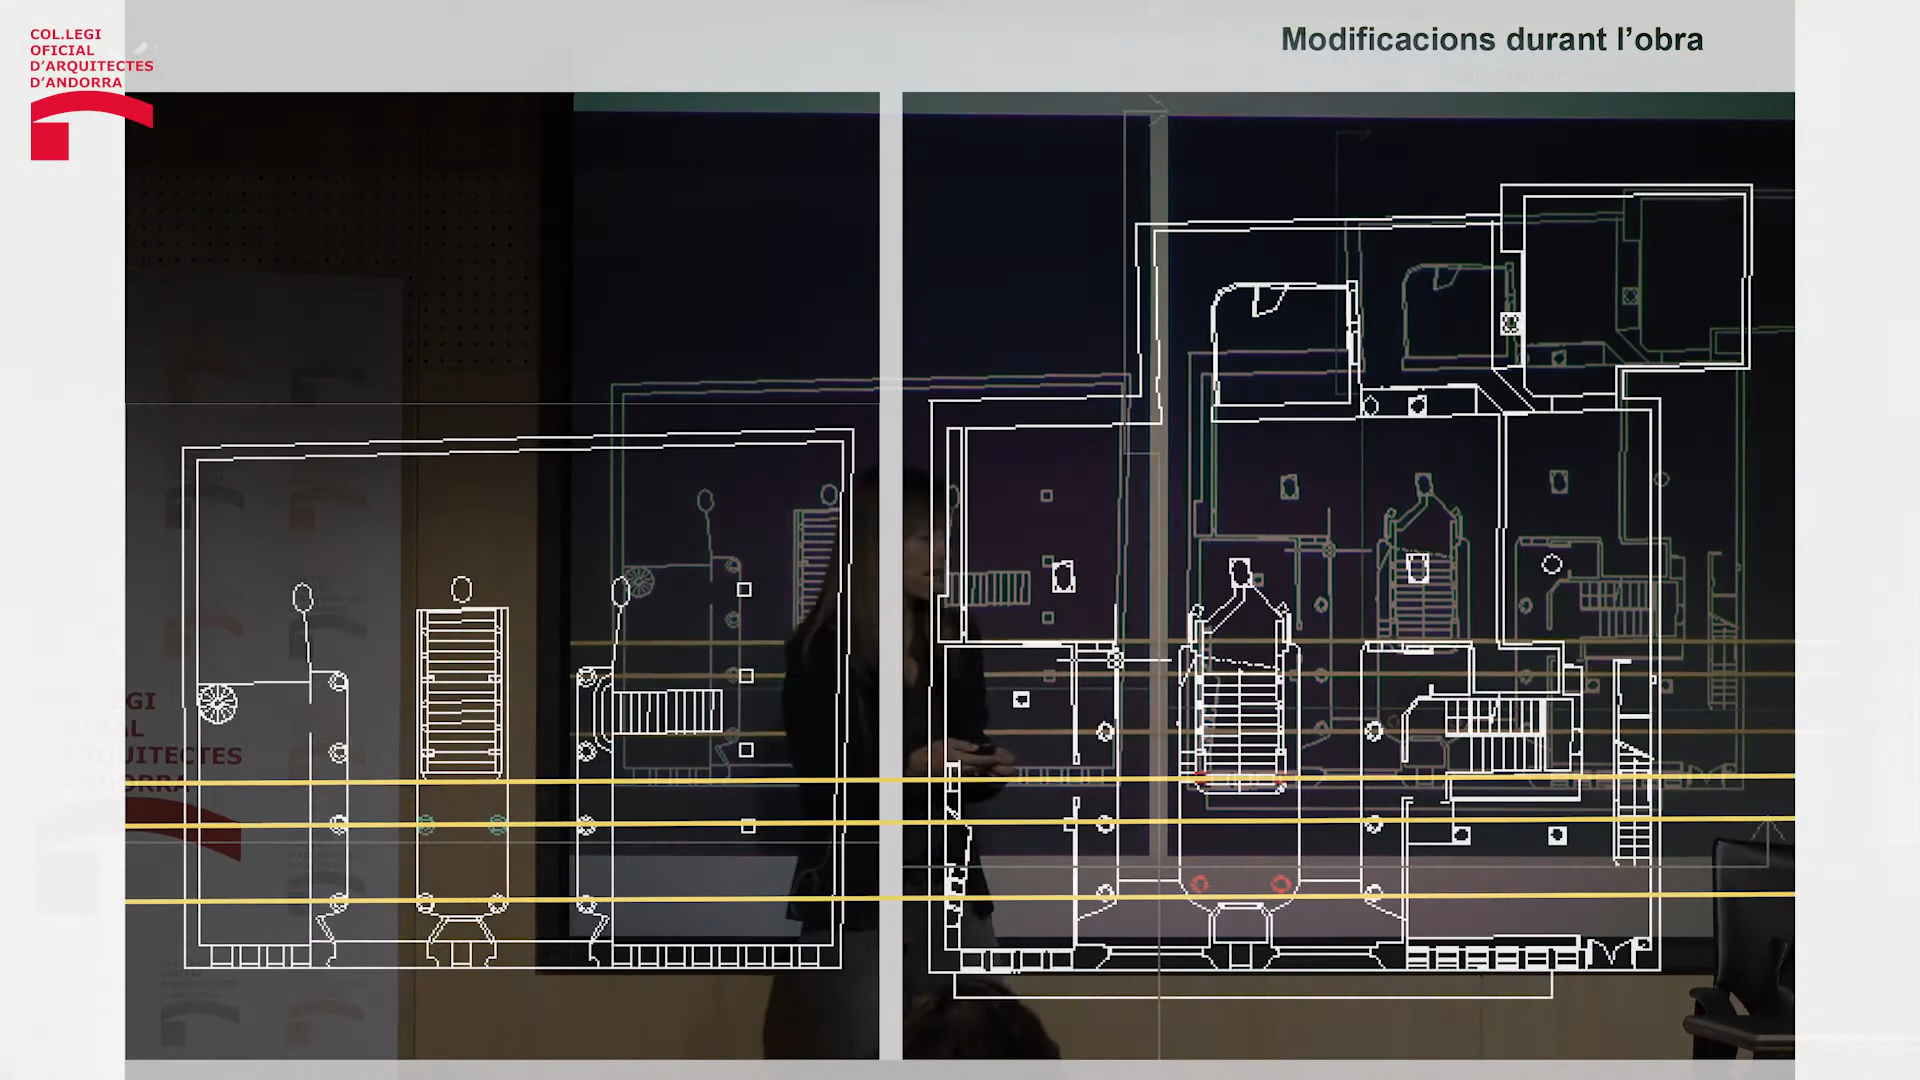 COL.LEGI
OFICIAL
D'ARQUITECTES
D'ANDORRA
Modificacions durant l'obra